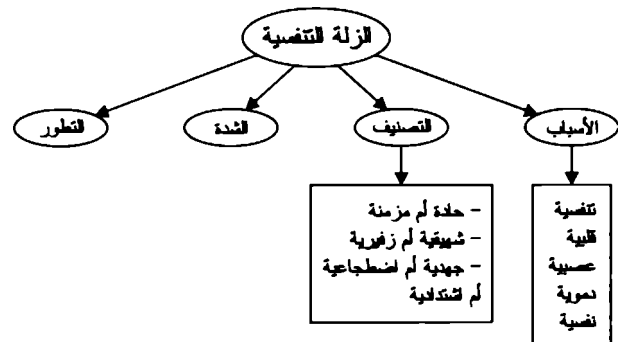 الزلة التنفسية
الأسباب
التصنيف
الشدة
التطور
تنفسية
قلبية
عصبية
دموية
نفسية
– حادة أم مزمنة
– شهيقية أم زفيرية
– جهدية أم اضطجاعية
أم اشتدادية